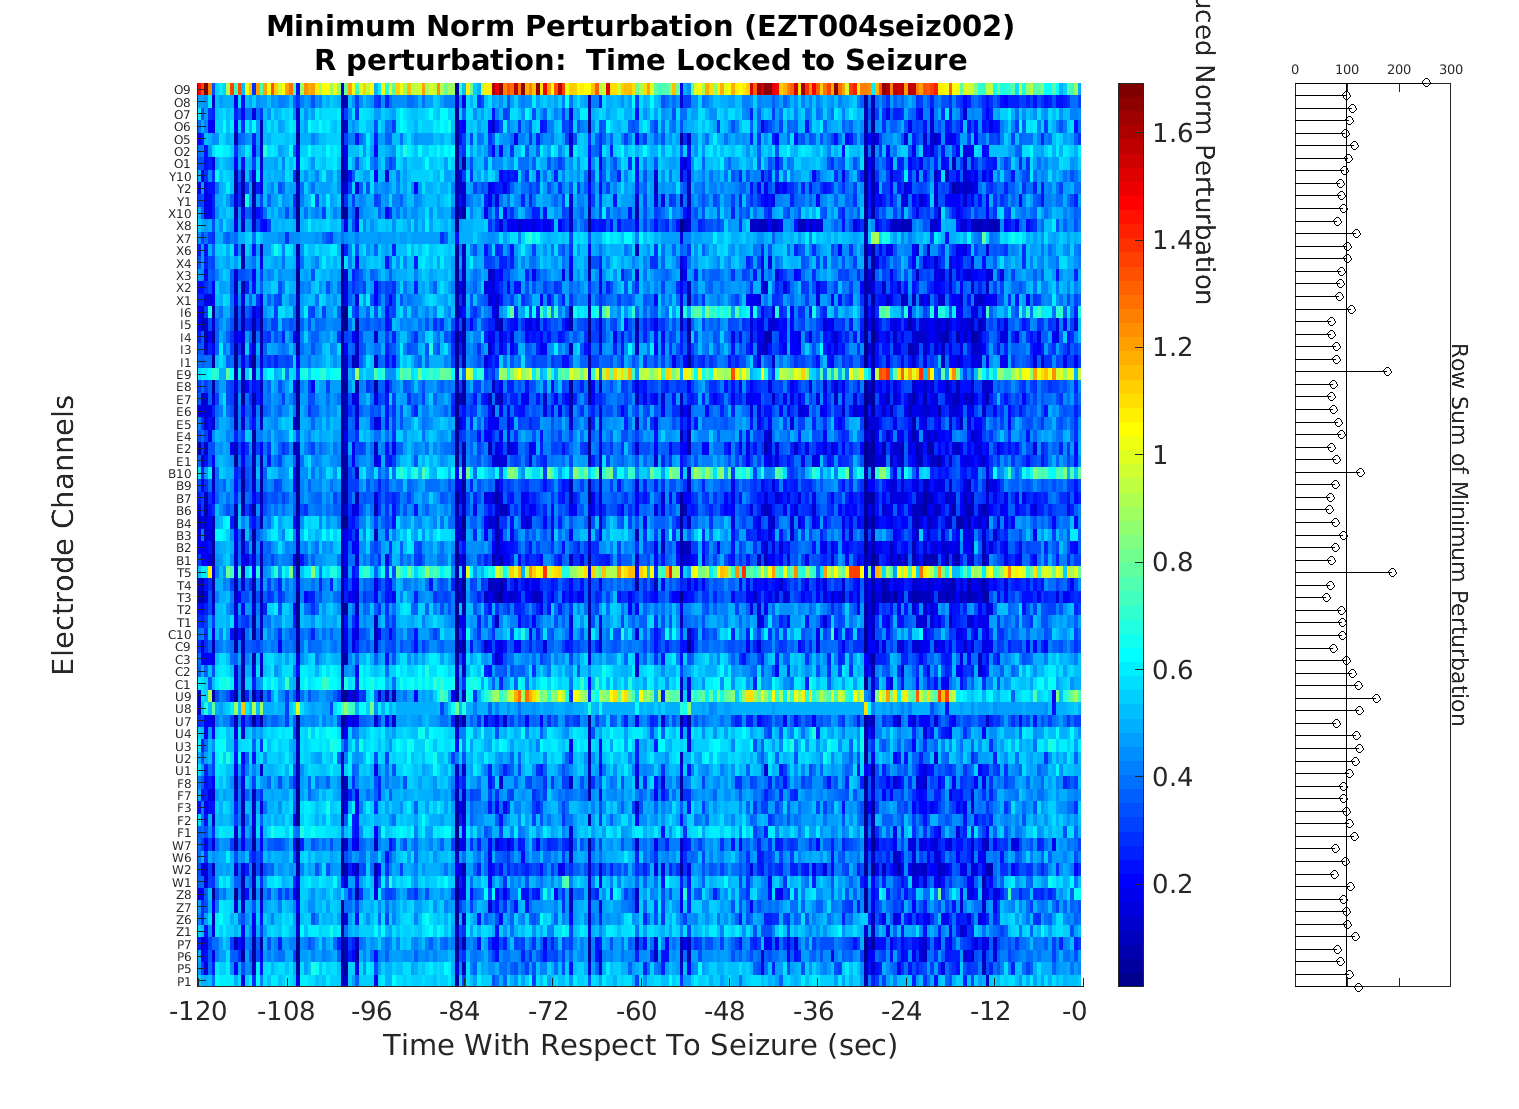 Minimum Norm Perturbation (EZT004seiz002)
R perturbation:  Time Locked to Seizure
Electrode Channels
O9
O8
O7
O6
O5
O2
O1
Y10
Y2
Y1
X10
X8
X7
X6
X4
X3
X2
X1
I6
I5
I4
I3
I1
E9
E8
E7
E6
E5
E4
E2
E1
B10
B9
B7
B6
B4
B3
B2
B1
T5
T4
T3
T2
T1
C10
C9
C3
C2
C1
U9
U8
U7
U4
U3
U2
U1
F8
F7
F3
F2
F1
W7
W6
W2
W1
Z8
Z7
Z6
Z1
P7
P6
P5
P1
-120 -108 -96 -84 -72 -60 -48 -36 -24 -12 -0
Time With Respect To Seizure (sec)
1.6
1.4
1.2
1
0.8
0.6
0.4
0.2
Norm Perturbation
0 100 200 300
Row Sum of Minimum Perturbation